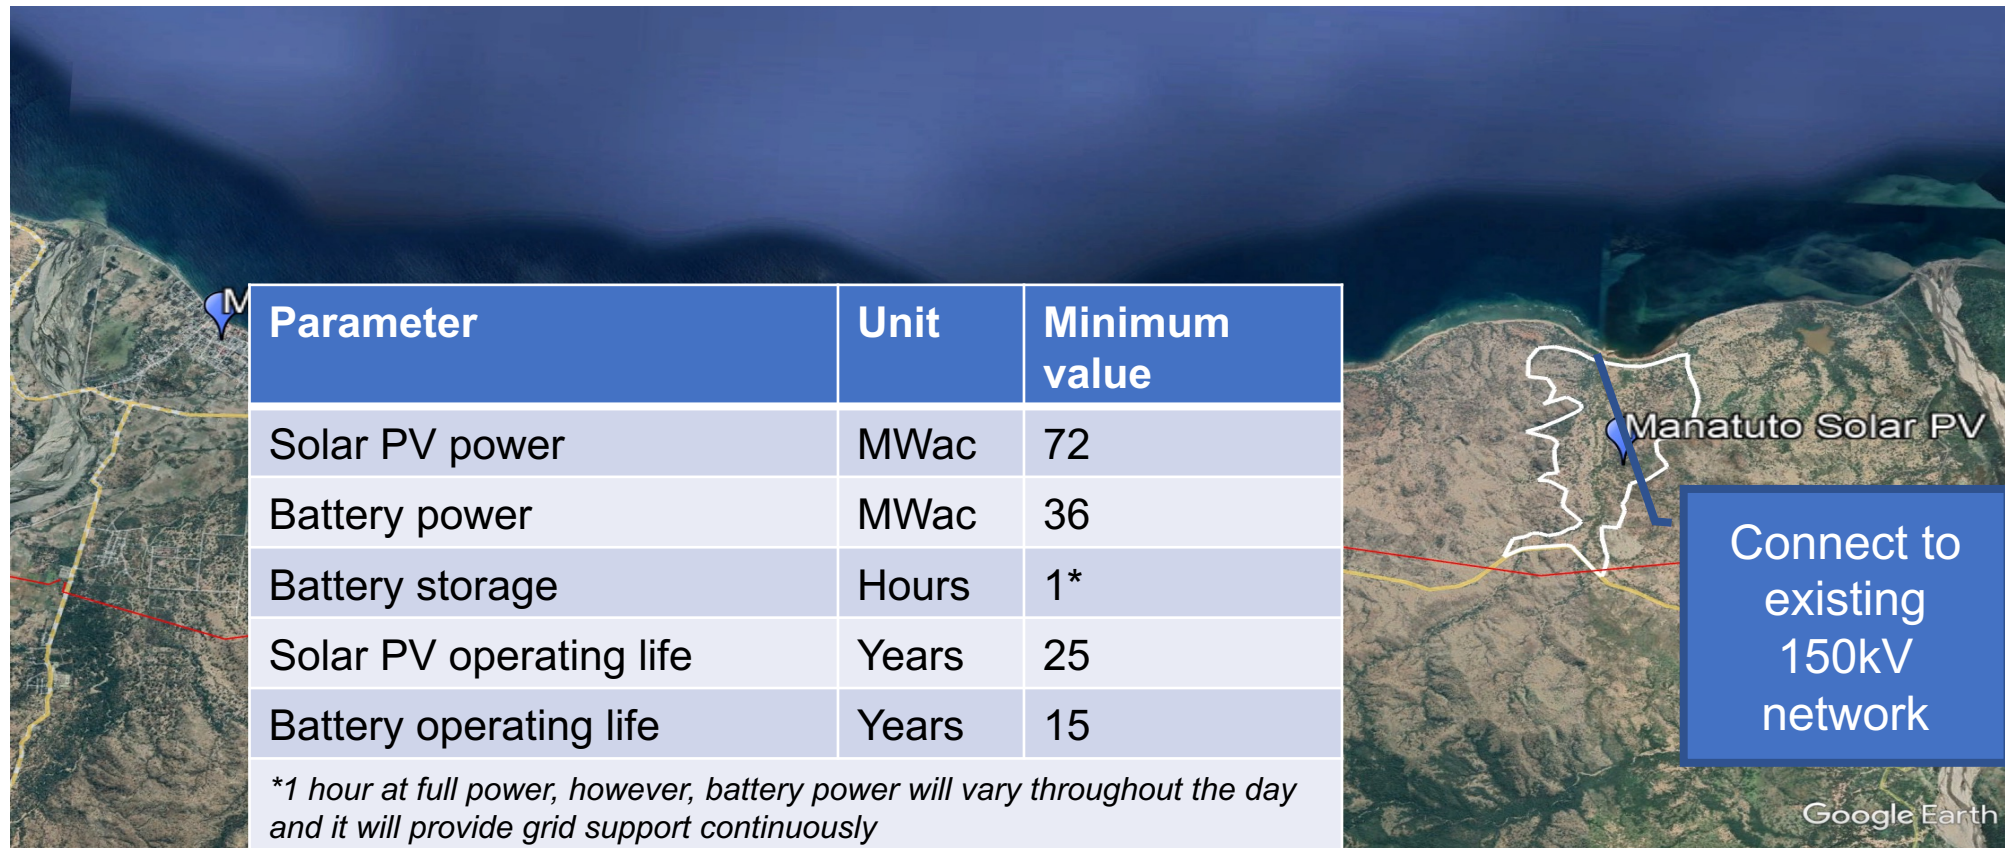 M
Parameter Unit Minimum
value
Solar PV power MWac 72
Battery power MWac 36
Battery storage Hours 1*
Solar PV operating life Years 25
Battery operating life Years 15
*1 hour at full power, however, battery power will vary throughout the day
and it will provide grid support continuously
Manatuto Solar PV
Connect to
existing
150kV
network
Google Earth